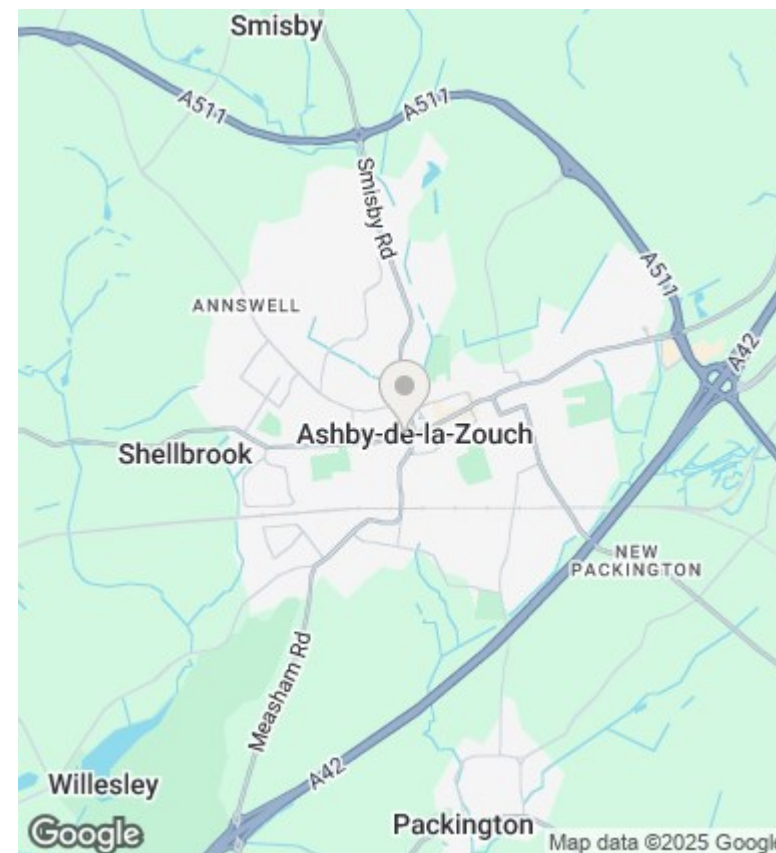 Smisby
A511
A511
Smisby Rd
ANNSWELL
A511
A42
Ashby-de-la-Zouch
Shellbrook
NEW
PACKINGTON
Measham Rd
A42
Willesley
Packington
Google
Map data ©2025 Google